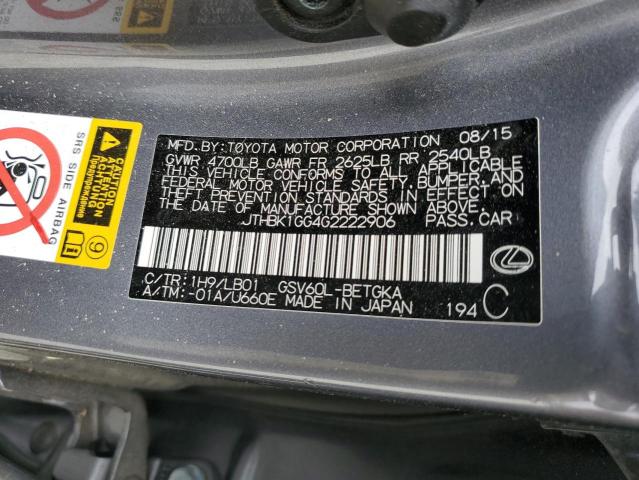 MFD. BY: TOYOTA MOTOR CORPORATION 08/15
GVWR 4700LB GAWR FR 2625LB RR 2540LB
THIS VEHICLE CONFORMS TO ALL APPLICABLE
FEDERAL MOTOR VEHICLE SAFETY, BUMPER, AND
THEFT PREVENTION STANDARDS IN EFFECT ON
THE DATE OF MANUFACTURE SHOWN ABOVE.
JTHBK1GG4G2222906 PASS. CAR
C/TR: 1H9/LB01 GSV60L-BETGKA
A/TM: -01A/U660E MADE IN JAPAN 194 C
SRS SIDE AIRBAG
CAUTION
ATTENTION
ACHTUNG
9